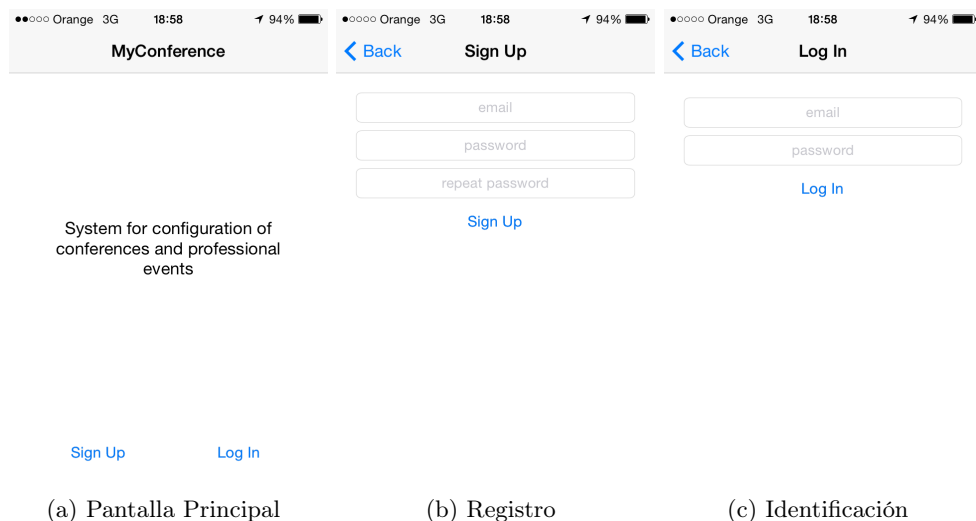 ●●○○○ Orange 3G 18:58 94%
MyConference
System for configuration of
conferences and professional
events
Sign Up Log In
(a) Pantalla Principal
●○○○○ Orange 3G 18:58 94%
Back Sign Up
email
password
repeat password
Sign Up
(b) Registro
●○○○○ Orange 3G 18:58 94%
Back Log In
email
password
Log In
(c) Identificación